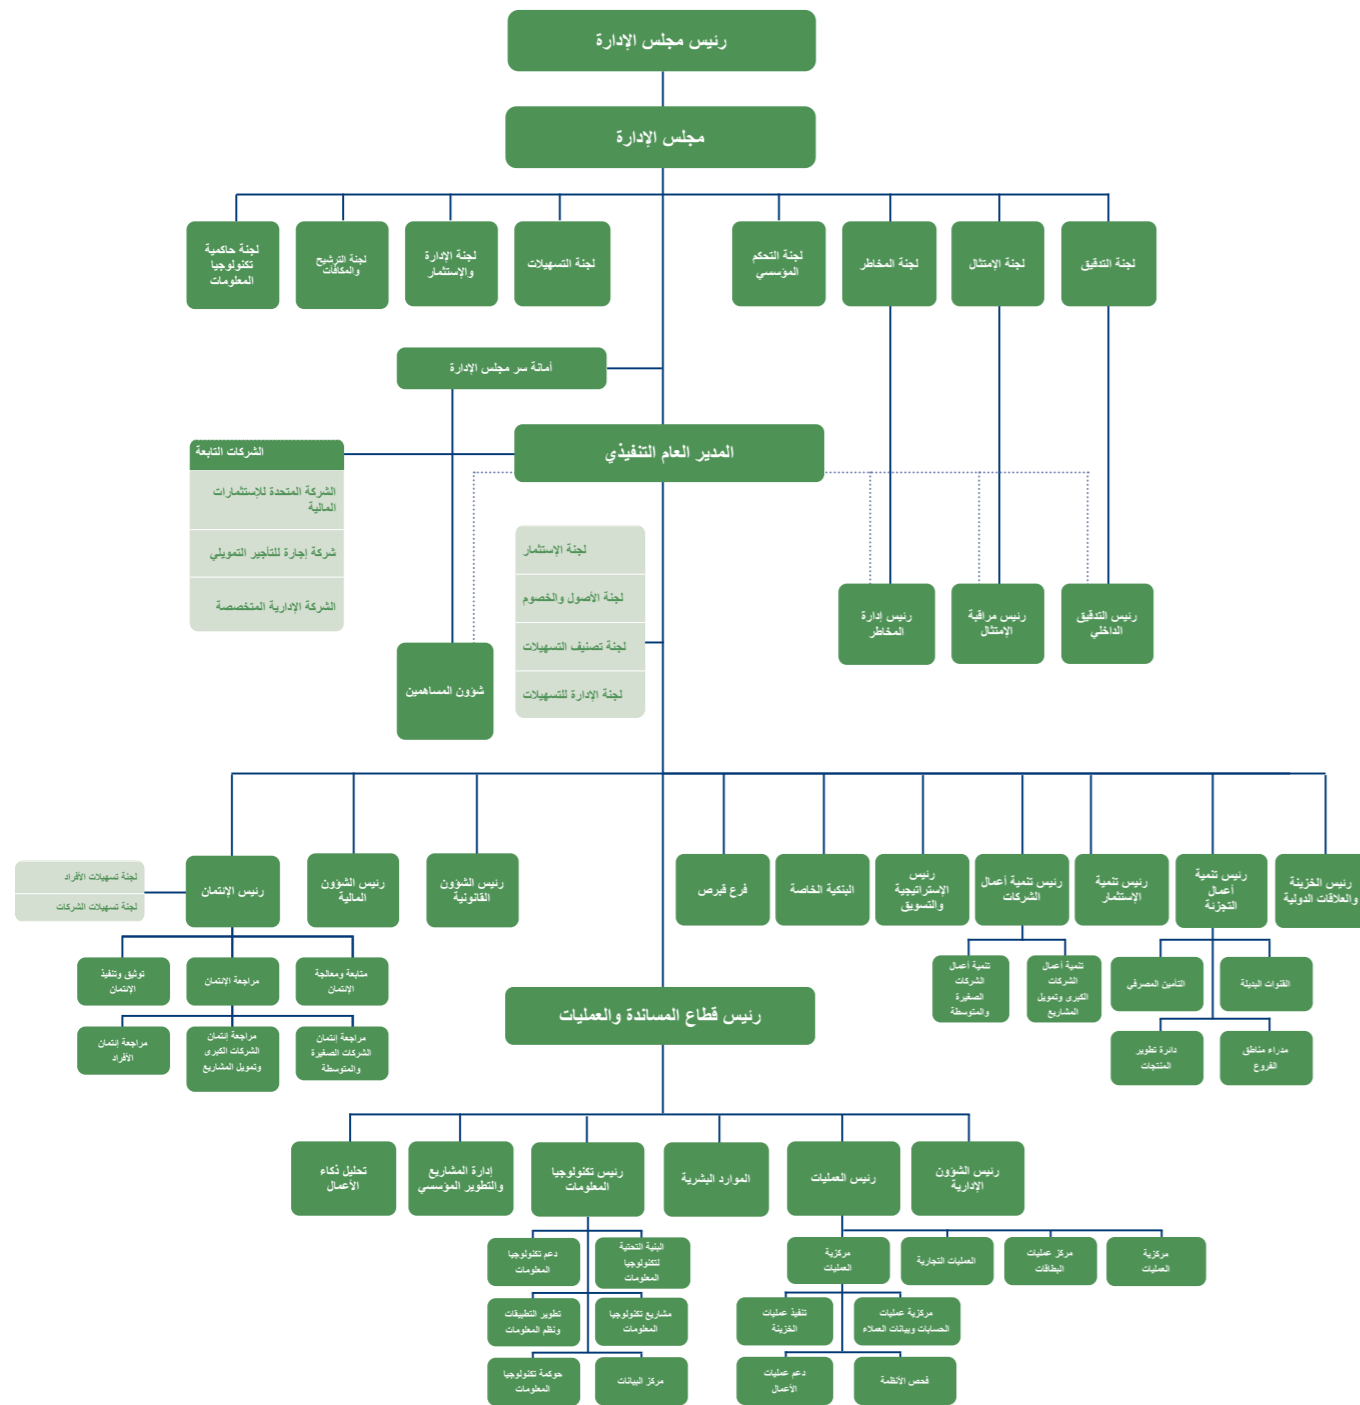 رئيس مجلس الإدارة
مجلس الإدارة
لجنة التدقيق
لجنة الإمتثال
لجنة المخاطر
لجنة التحكم
المؤسسي
لجنة التسهيلات
لجنة الإدارة
والإستثمار
لجنة الترشيح
والمكافآت
لجنة حاكمية
تكنولوجيا
المعلومات
أمانة سر مجلس الإدارة
المدير العام التنفيذي
الشركات التابعة
الشركة المتحدة للإستثمارات
المالية
شركة إجارة للتأجير التمويلي
الشركة الإدارية المتخصصة
لجنة الإستثمار
لجنة الأصول والخصوم
لجنة تصنيف التسهيلات
لجنة الإدارة للتسهيلات
رئيس التدقيق
الداخلي
رئيس مراقبة
الإمتثال
رئيس إدارة
المخاطر
شؤون المساهمين
رئيس الخزينة
والعلاقات الدولية
رئيس تنمية
أعمال
التجزئة
رئيس تنمية
الإستثمار
رئيس تنمية أعمال
الشركات
رئيس
الاستراتيجية
والتسويق
البنكية الخاصة
فرع قبرص
رئيس الشؤون
القانونية
رئيس الشؤون
المالية
رئيس الإئتمان
لجنة تسهيلات الأفراد
لجنة تسهيلات الشركات
القنوات البديلة
التأمين المصرفي
مدراء مناطق
الفروع
دائرة تطوير
المنتجات
تنمية أعمال
الشركات
الكبرى وتمويل
المشاريع
تنمية أعمال
الشركات
الصغيرة
والمتوسطة
متابعة ومعالجة
الإئتمان
مراجعة الإئتمان
توثيق وتنفيذ
الإئتمان
مراجعة إئتمان
الشركات الصغيرة
والمتوسطة
مراجعة إئتمان
الشركات الكبرى
وتمويل المشاريع
مراجعة إئتمان
الأفراد
رئيس قطاع المساندة والعمليات
رئيس الشؤون
الإدارية
رئيس العمليات
الموارد البشرية
رئيس تكنولوجيا
المعلومات
إدارة المشاريع
والتطوير المؤسسي
تحليل ذكاء
الأعمال
مركزية
العمليات
مركز عمليات
البطاقات
العمليات التجارية
مركزية
العمليات
مركزية عمليات
الحسابات وبيانات العملاء
تنفيذ عمليات
الخزينة
فحص الأنظمة
دعم عمليات
الأعمال
البنية التحتية
لتكنولوجيا
المعلومات
دعم تكنولوجيا
المعلومات
مشاريع تكنولوجيا
المعلومات
تطوير التطبيقات
ونظم المعلومات
مركز البيانات
حوكمة تكنولوجيا
المعلومات